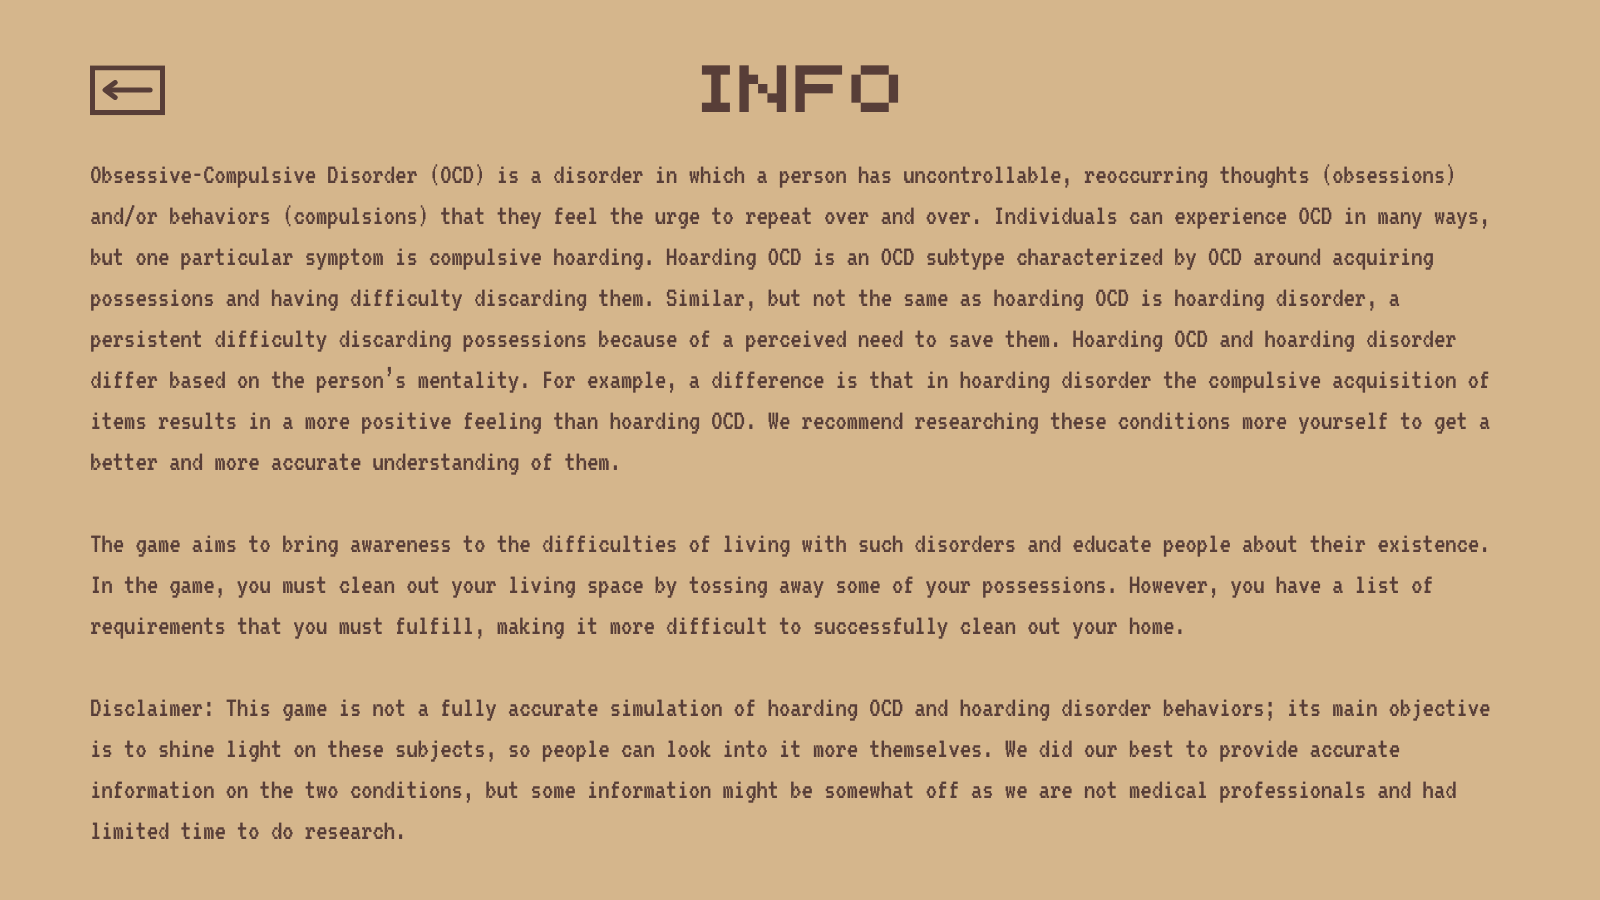 INFO
Obsessive-Compulsive Disorder (OCD) is a disorder in which a person has uncontrollable, reoccurring thoughts (obsessions)
and/or behaviors (compulsions) that they feel the urge to repeat over and over. Individuals can experience OCD in many ways,
but one particular symptom is compulsive hoarding. Hoarding OCD is an OCD subtype characterized by OCD around acquiring
possessions and having difficulty discarding them. Similar, but not the same as hoarding OCD is hoarding disorder, a
persistent difficulty discarding possessions because of a perceived need to save them. Hoarding OCD and hoarding disorder
differ based on the person's mentality. For example, a difference is that in hoarding disorder the compulsive acquisition of
items results in a more positive feeling than hoarding OCD. We recommend researching these conditions more yourself to get a
better and more accurate understanding of them.
The game aims to bring awareness to the difficulties of living with such disorders and educate people about their existence.
In the game, you must clean out your living space by tossing away some of your possessions. However, you have a list of
requirements that you must fulfill, making it more difficult to successfully clean out your home.
Disclaimer: This game is not a fully accurate simulation of hoarding OCD and hoarding disorder behaviors; its main objective
is to shine light on these subjects, so people can look into it more themselves. We did our best to provide accurate
information on the two conditions, but some information might be somewhat off as we are not medical professionals and had
limited time to do research.